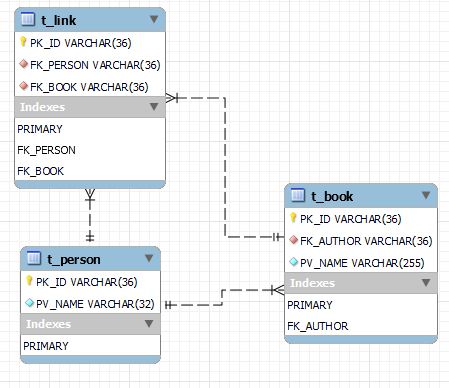 t_link
PK_ID VARCHAR(36)
FK_PERSON VARCHAR(36)
FK_BOOK VARCHAR(36)
Indexes
PRIMARY
FK_PERSON
FK_BOOK
t_book
PK_ID VARCHAR(36)
FK_AUTHOR VARCHAR(36)
PV_NAME VARCHAR(255)
Indexes
PRIMARY
FK_AUTHOR
t_person
PK_ID VARCHAR(36)
PV_NAME VARCHAR(32)
Indexes
PRIMARY